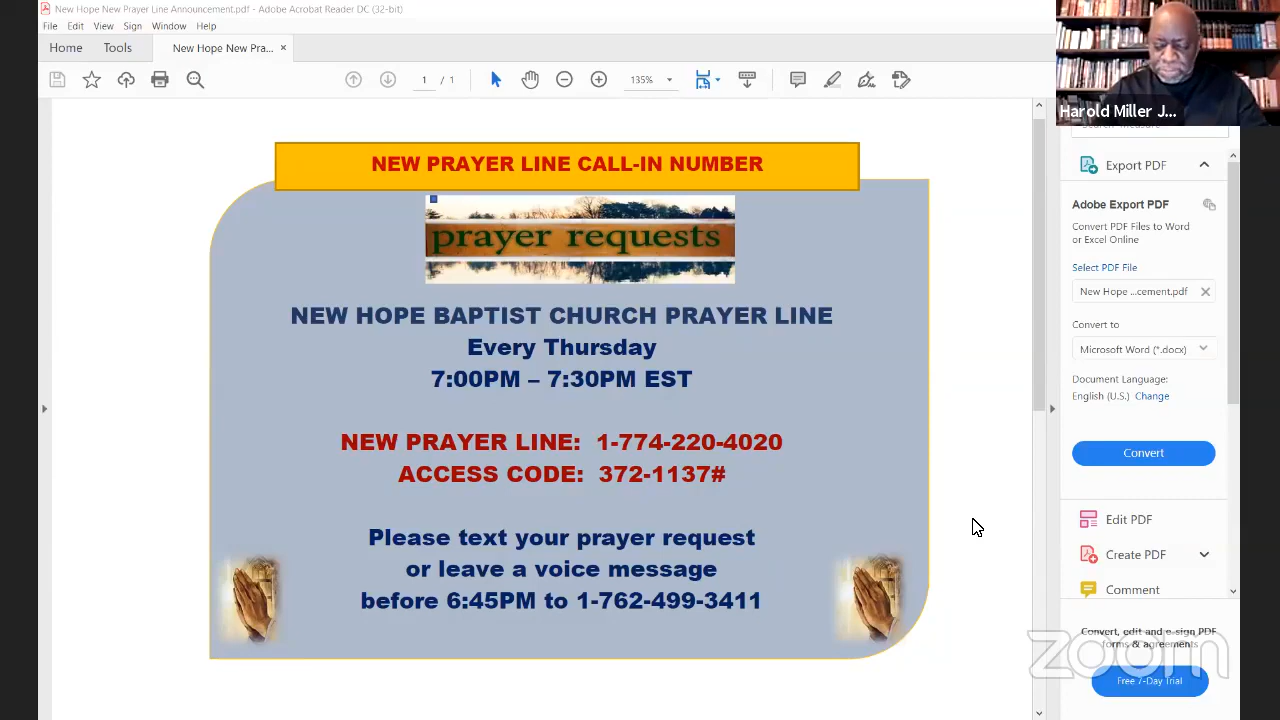 New Hope New Prayer Line Announcement.pdf - Adobe Acrobat Reader DC (32-bit)
File Edit View Sign Window Help
Home Tools New Hope New Pra... ×
1 / 1 135%
Harold Miller J...
NEW PRAYER LINE CALL-IN NUMBER
prayer requests
NEW HOPE BAPTIST CHURCH PRAYER LINE
Every Thursday
7:00PM – 7:30PM EST
NEW PRAYER LINE: 1-774-220-4020
ACCESS CODE: 372-1137#
Please text your prayer request
or leave a voice message
before 6:45PM to 1-762-499-3411
Export PDF
Adobe Export PDF
Convert PDF Files to Word
or Excel Online
Select PDF File
New Hope ...cement.pdf
Convert to
Microsoft Word (*.docx)
Document Language:
English (U.S.) Change
Convert
Edit PDF
Create PDF
Comment
Convert, edit and e-sign PDF
forms & agreements
Free 7-Day Trial
zoom